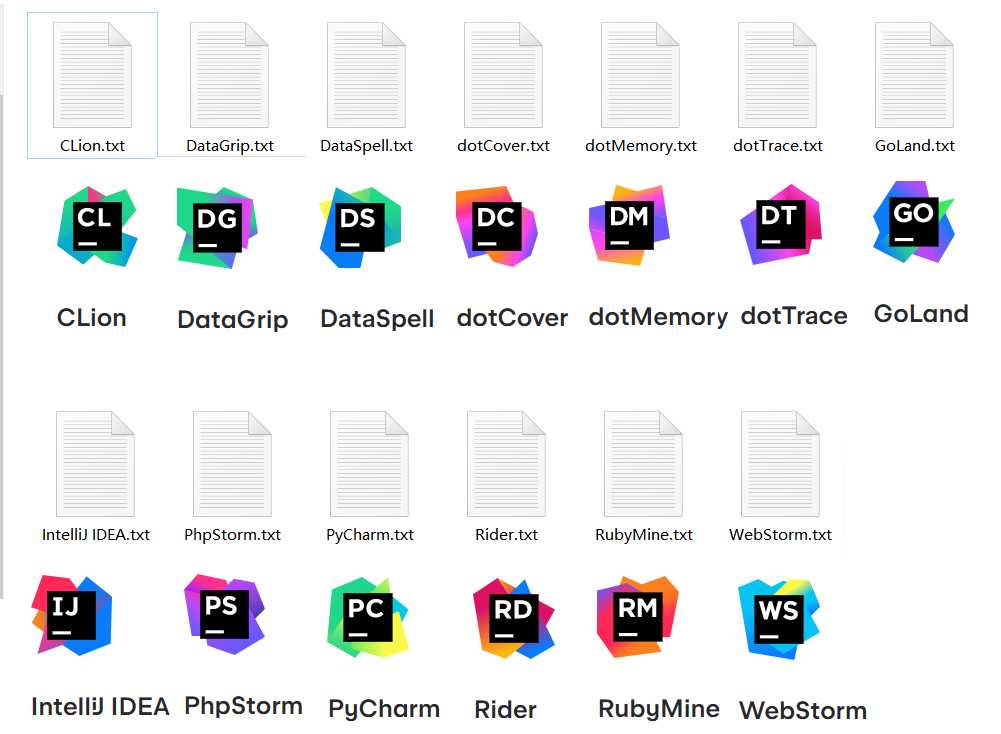 CLion.txt DataGrip.txt DataSpell.txt dotCover.txt dotMemory.txt dotTrace.txt GoLand.txt
CL DG DS DC DM DT GO
CLion DataGrip DataSpell dotCover dotMemory dotTrace GoLand
IntelliJ IDEA.txt PhpStorm.txt PyCharm.txt Rider.txt RubyMine.txt WebStorm.txt
IJ PS PC RD RM WS
IntelliJ IDEA PhpStorm PyCharm Rider RubyMine WebStorm